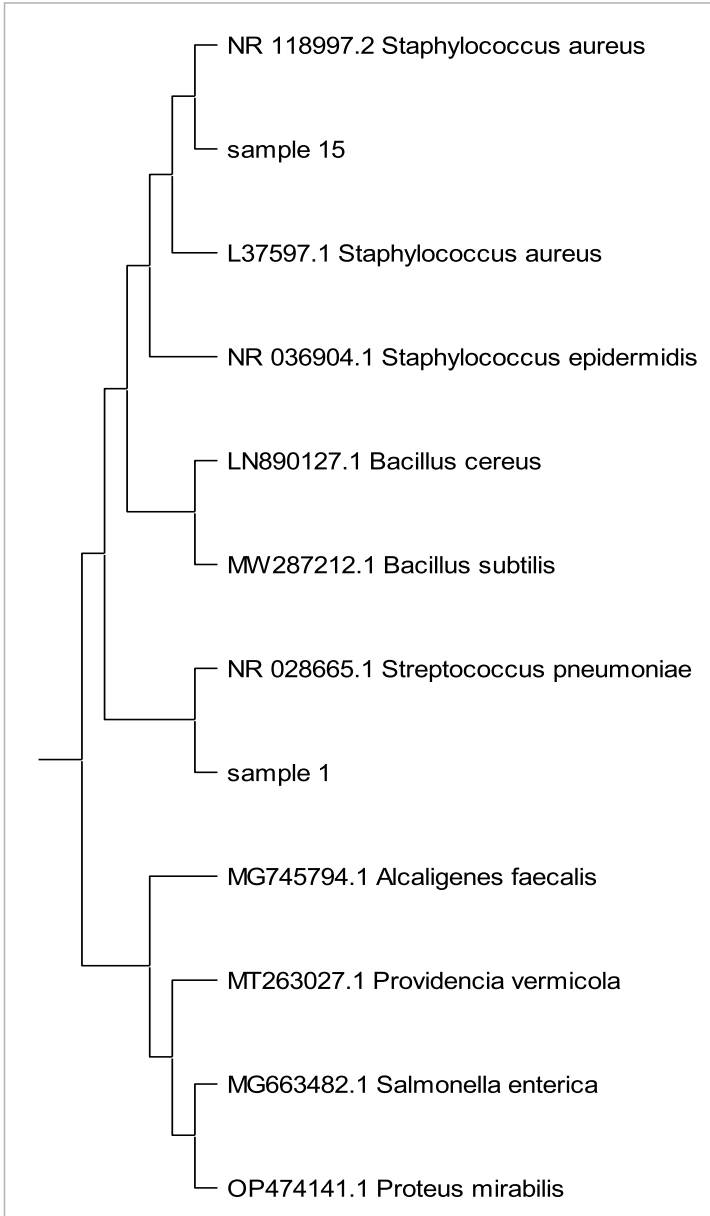 NR 118997.2 Staphylococcus aureus
sample 15
L37597.1 Staphylococcus aureus
NR 036904.1 Staphylococcus epidermidis
LN890127.1 Bacillus cereus
MW287212.1 Bacillus subtilis
NR 028665.1 Streptococcus pneumoniae
sample 1
MG745794.1 Alcaligenes faecalis
MT263027.1 Providencia vermicola
MG663482.1 Salmonella enterica
OP474141.1 Proteus mirabilis